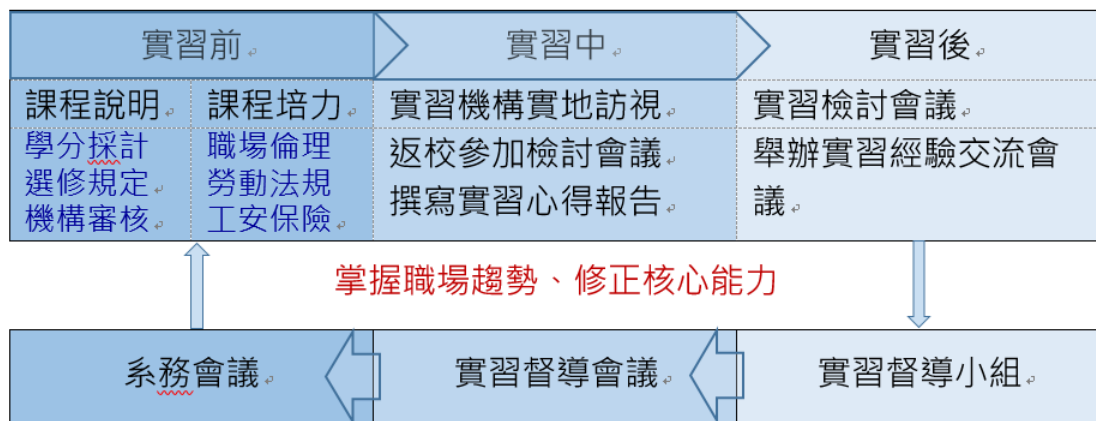 實習前
實習中
實習後
課程說明
課程培力
實習機構實地訪視
實習檢討會議
學分採計
選修規定
機構審核
職場倫理
勞動法規
工安保險
返校參加檢討會議
撰寫實習心得報告
舉辦實習經驗交流會
議
掌握職場趨勢、修正核心能力
系務會議
實習督導會議
實習督導小組